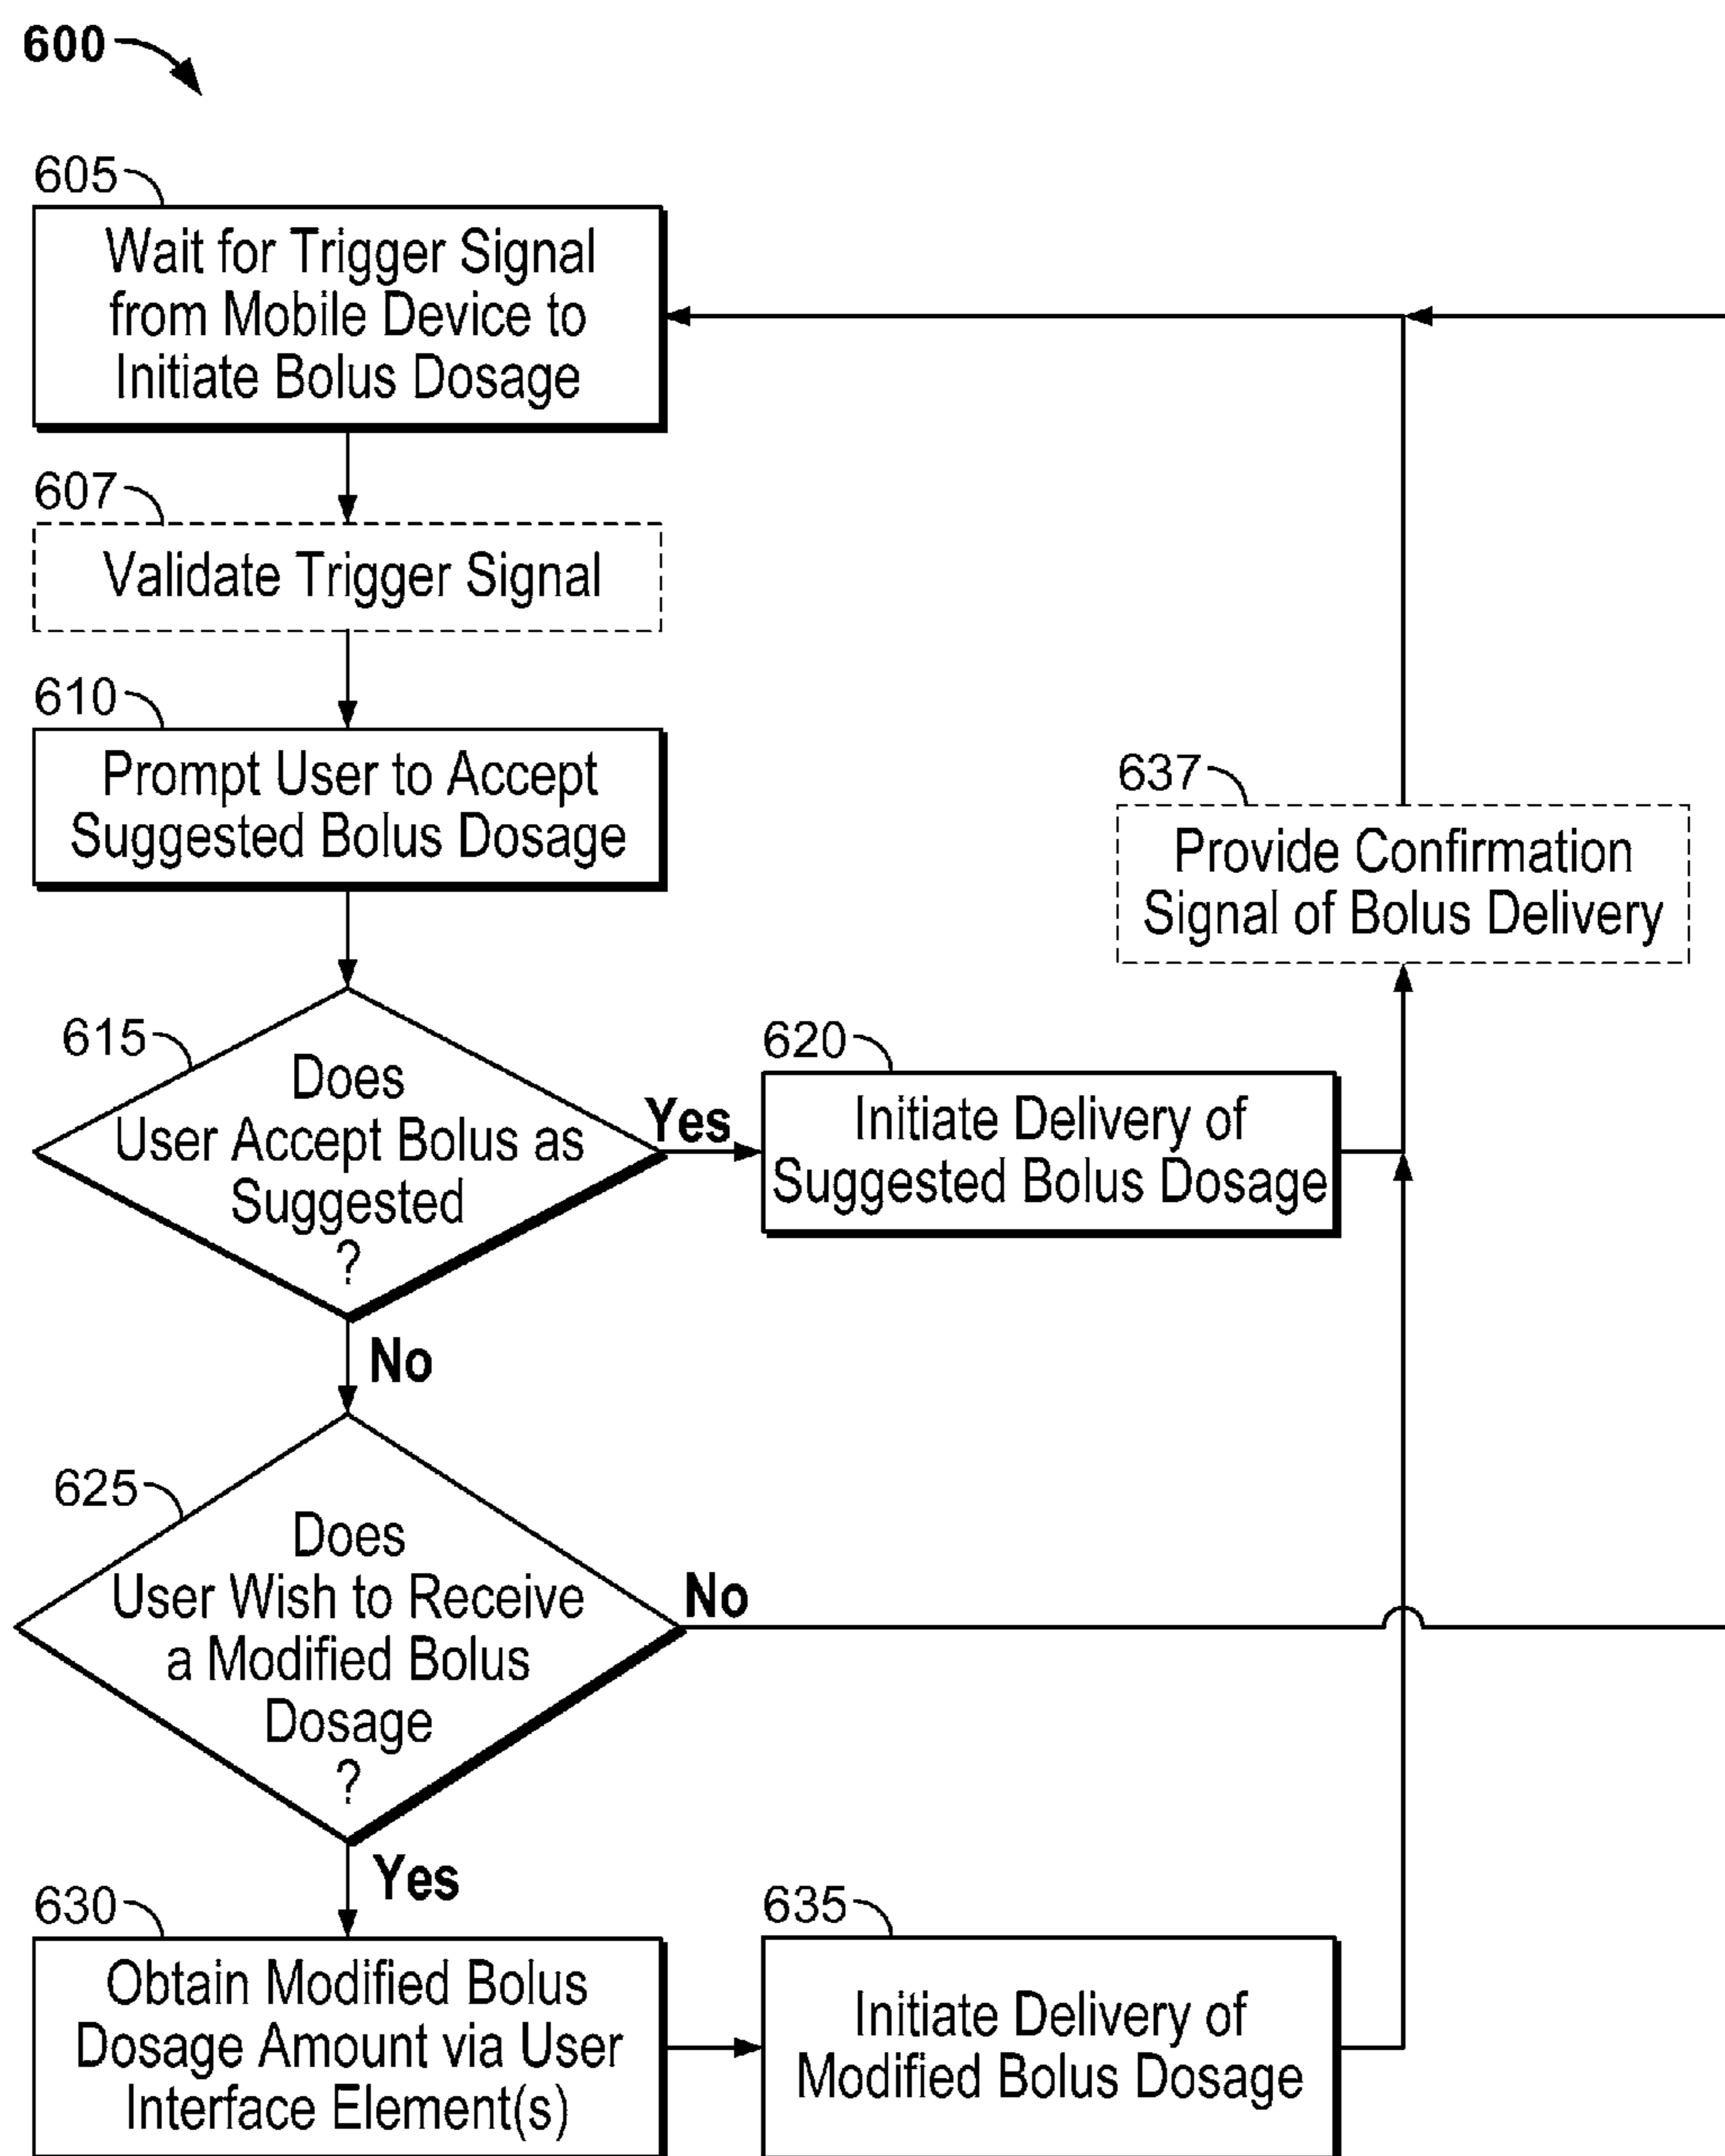 600
605
Wait for Trigger Signal
from Mobile Device to
Initiate Bolus Dosage
607
Validate Trigger Signal
610
Prompt User to Accept
Suggested Bolus Dosage
637
Provide Confirmation
Signal of Bolus Delivery
615
Does
User Accept Bolus as
Suggested
?
Yes
620
Initiate Delivery of
Suggested Bolus Dosage
No
625
Does
User Wish to Receive
a Modified Bolus
Dosage
?
No
Yes
630
Obtain Modified Bolus
Dosage Amount via User
Interface Element(s)
635
Initiate Delivery of
Modified Bolus Dosage